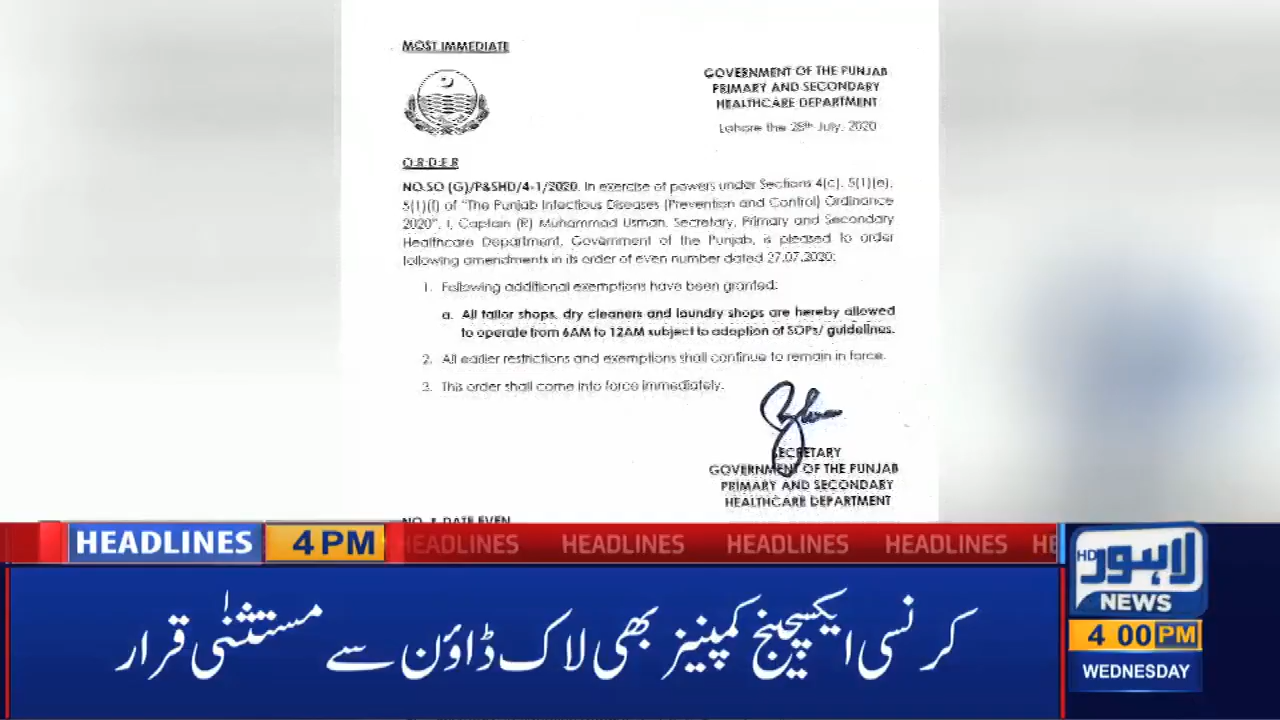 MOST IMMEDIATE
GOVERNMENT OF THE PUNJAB
PRIMARY AND SECONDARY
HEALTHCARE DEPARTMENT
Lahore the 28th July, 2020
ORDER
NO.SO (G)/P&SHD/4-1/2020. In exercise of powers under Sections 4(c), 5(1)(e),
5(1)(f) of "The Punjab Infectious Diseases (Prevention and Control) Ordinance
2020", I, Captain (R) Muhammad Usman, Secretary, Primary and Secondary
Healthcare Department, Government of the Punjab, is pleased to order
following amendments in its order of even number dated 27.07.2020:
1. Following additional exemptions have been granted:
a. All tailor shops, dry cleaners and laundry shops are hereby allowed
to operate from 6AM to 12AM subject to adoption of SOPs/ guidelines.
2. All earlier restrictions and exemptions shall continue to remain in force.
3. This order shall come into force immediately.
SECRETARY
GOVERNMENT OF THE PUNJAB
PRIMARY AND SECONDARY
HEALTHCARE DEPARTMENT
NO. & DATE EVEN
HEADLINES 4 PM HEADLINES HEADLINES HEADLINES HEADLINES HE
کرنسی ایکسچینج کمپنیز بھی لاک ڈاؤن سے مستثنٰی قرار
HD لاہور
NEWS
4 00 PM
WEDNESDAY